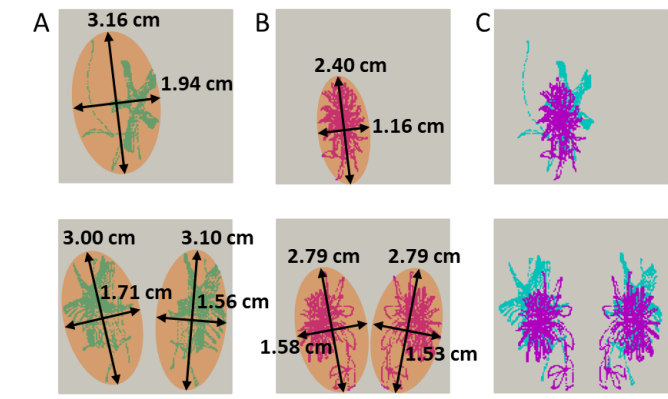 A
3.16 cm
1.94 cm
B
2.40 cm
1.16 cm
C
3.00 cm
3.10 cm
1.71 cm
1.56 cm
2.79 cm
2.79 cm
1.58 cm
1.53 cm